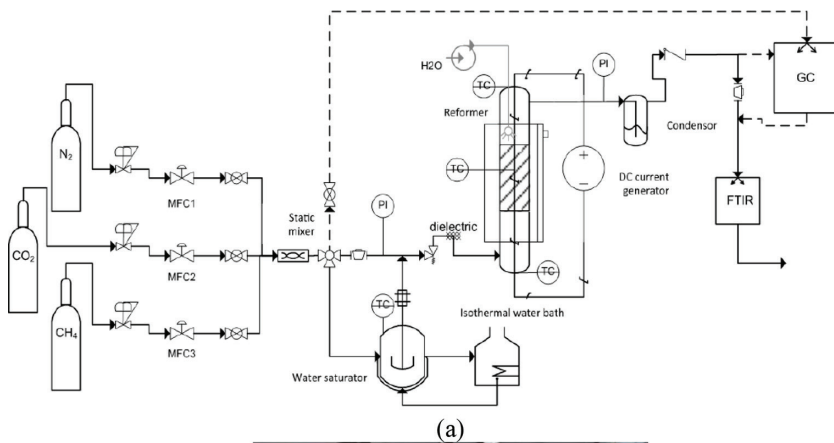 H2O
TC
PI
GC
Reformer
N₂
Condensor
TC
DC current
generator
MFC1
FTIR
Static
mixer
PI
dielectric
CO₂
MFC2
TC
TC
Isothermal water bath
CH₄
MFC3
Water saturator
(a)